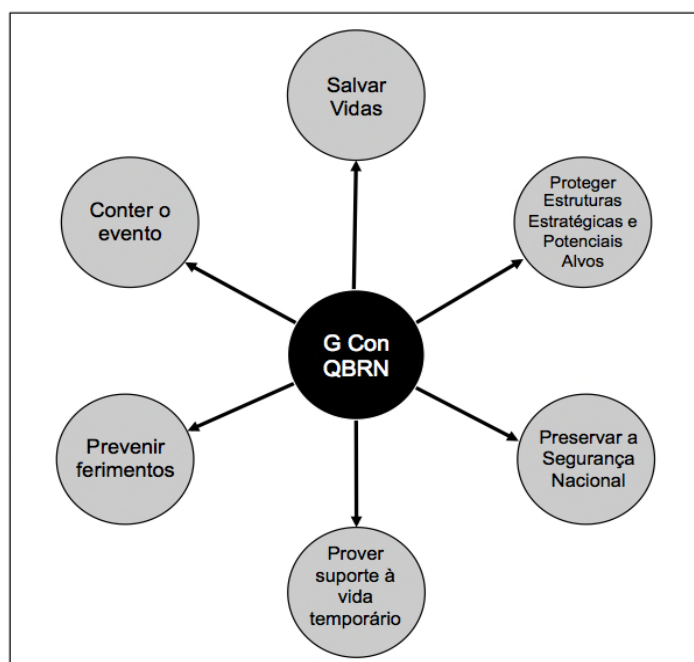 Salvar
Vidas
Conter o
evento
Proteger
Estruturas
Estratégicas e
Potenciais
Alvos
G Con
QBRN
Prevenir
ferimentos
Preservar a
Segurança
Nacional
Prover
suporte à
vida
temporário